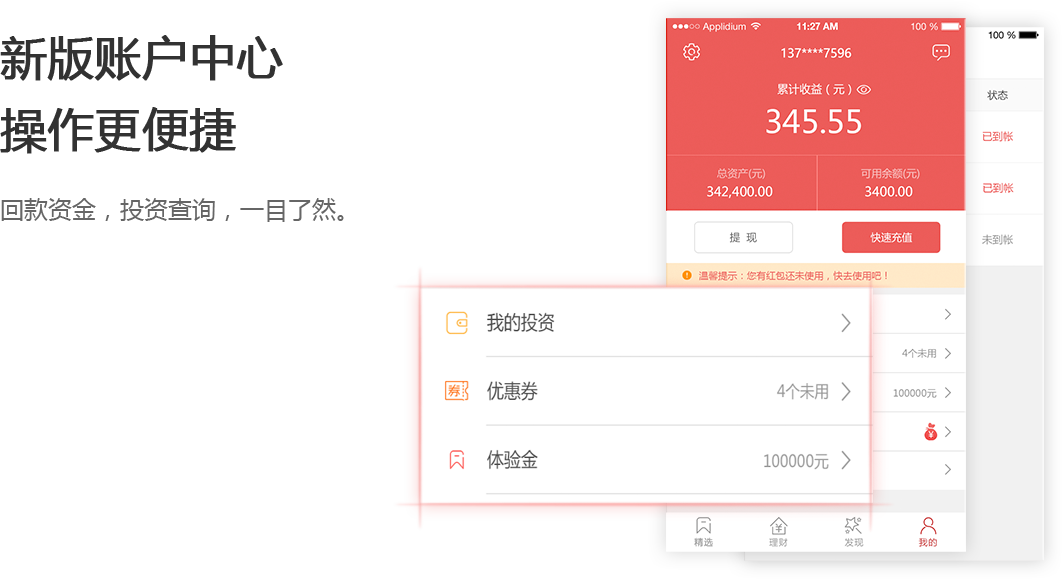 新版账户中心
操作更便捷
回款资金，投资查询，一目了然。
●●●○○ Applidium 11:27 AM 100 %
137****7596
累计收益（元）
345.55
总资产(元) 可用余额(元)
342,400.00 3400.00
提 现 快速充值
温馨提示：您有红包还未使用，快去使用吧！
我的投资
优惠券 4个未用
体验金 100000元
4个未用
100000元
精选 理财 发现 我的
100 %
状态
已到帐
已到帐
未到帐